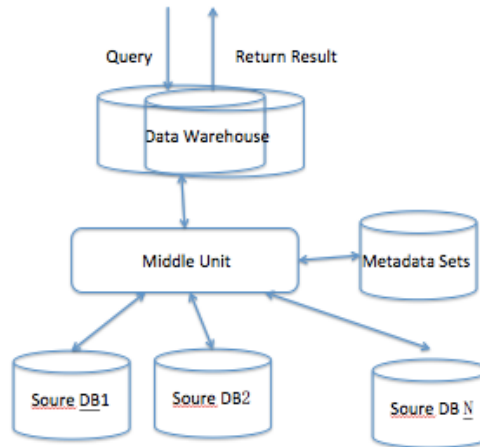 Query
Return Result
Data Warehouse
Middle Unit
Metadata Sets
Soure DB1
Soure DB2
Soure DB N